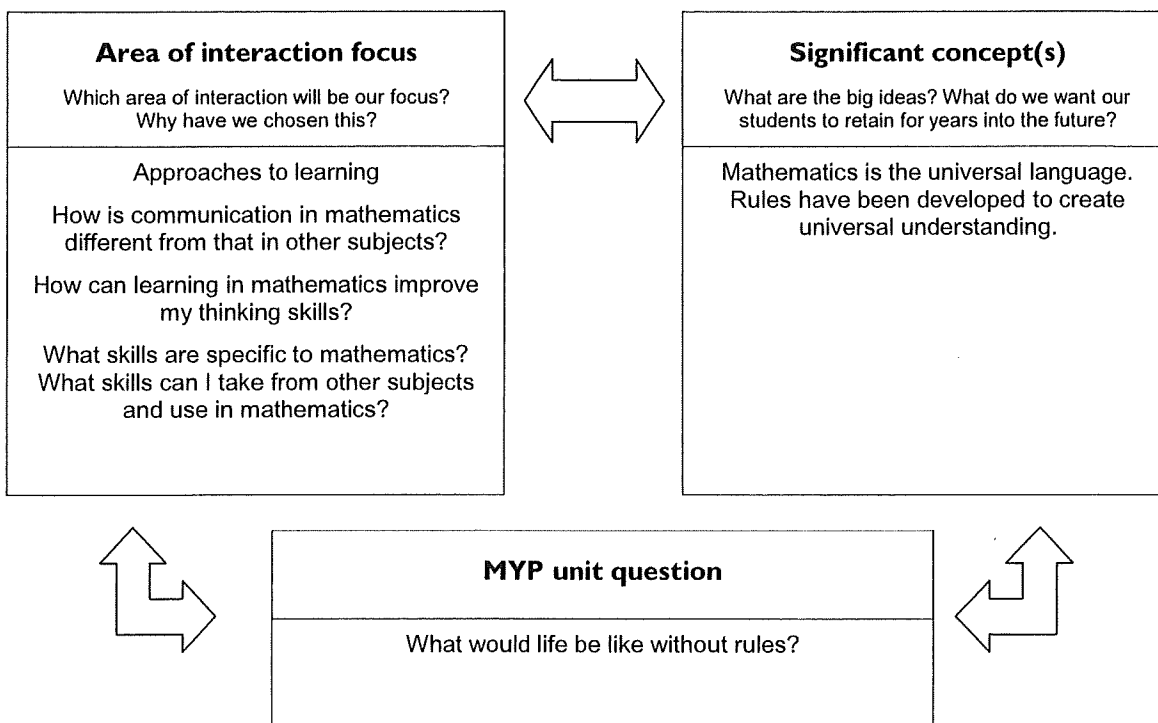 Area of interaction focus
Which area of interaction will be our focus?
Why have we chosen this?
Approaches to learning
How is communication in mathematics
different from that in other subjects?
How can learning in mathematics improve
my thinking skills?
What skills are specific to mathematics?
What skills can I take from other subjects
and use in mathematics?
Significant concept(s)
What are the big ideas? What do we want our
students to retain for years into the future?
Mathematics is the universal language.
Rules have been developed to create
universal understanding.
MYP unit question
What would life be like without rules?